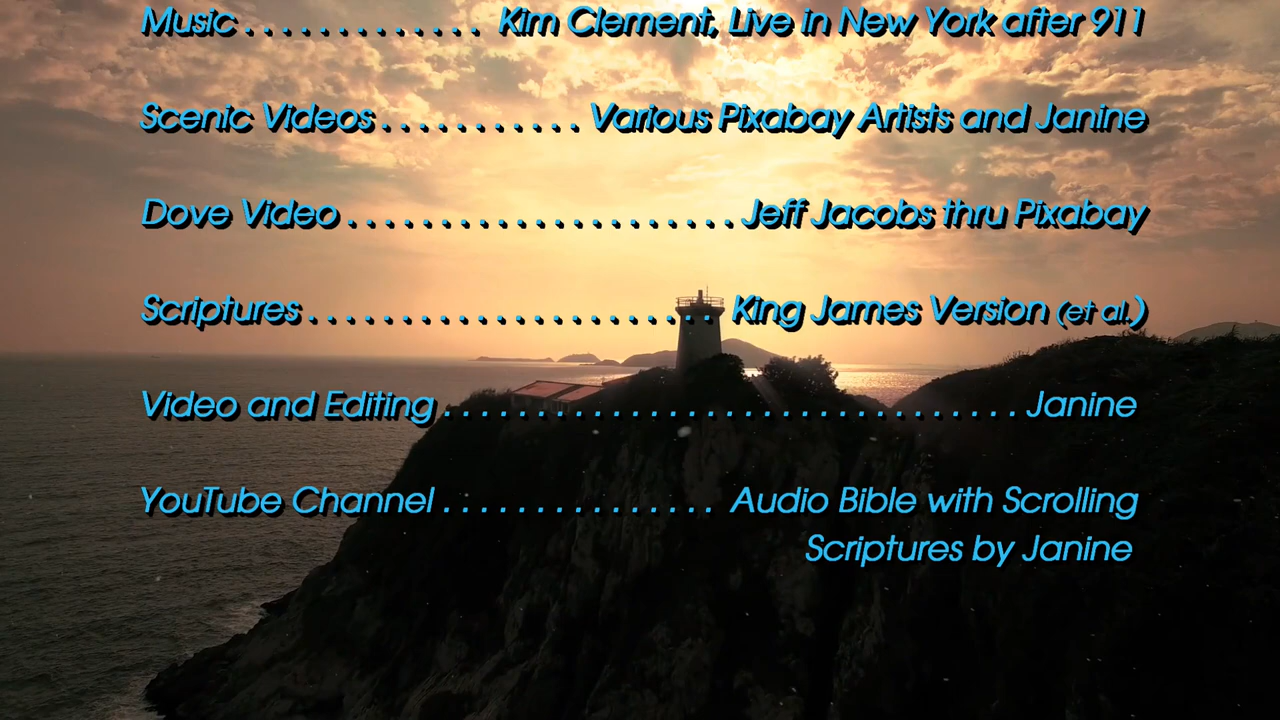 Music . . . . . . . . . . . . . Kim Clement, Live in New York after 911
Scenic Videos . . . . . . . . . . . Various Pixabay Artists and Janine
Dove Video . . . . . . . . . . . . . . . . . . . . . Jeff Jacobs thru Pixabay
Scriptures . . . . . . . . . . . . . . . . . . . . . . King James Version (et al.)
Video and Editing . . . . . . . . . . . . . . . . . . . . . . . . . . . . . . . Janine
YouTube Channel . . . . . . . . . . . . . . . Audio Bible with Scrolling
Scriptures by Janine